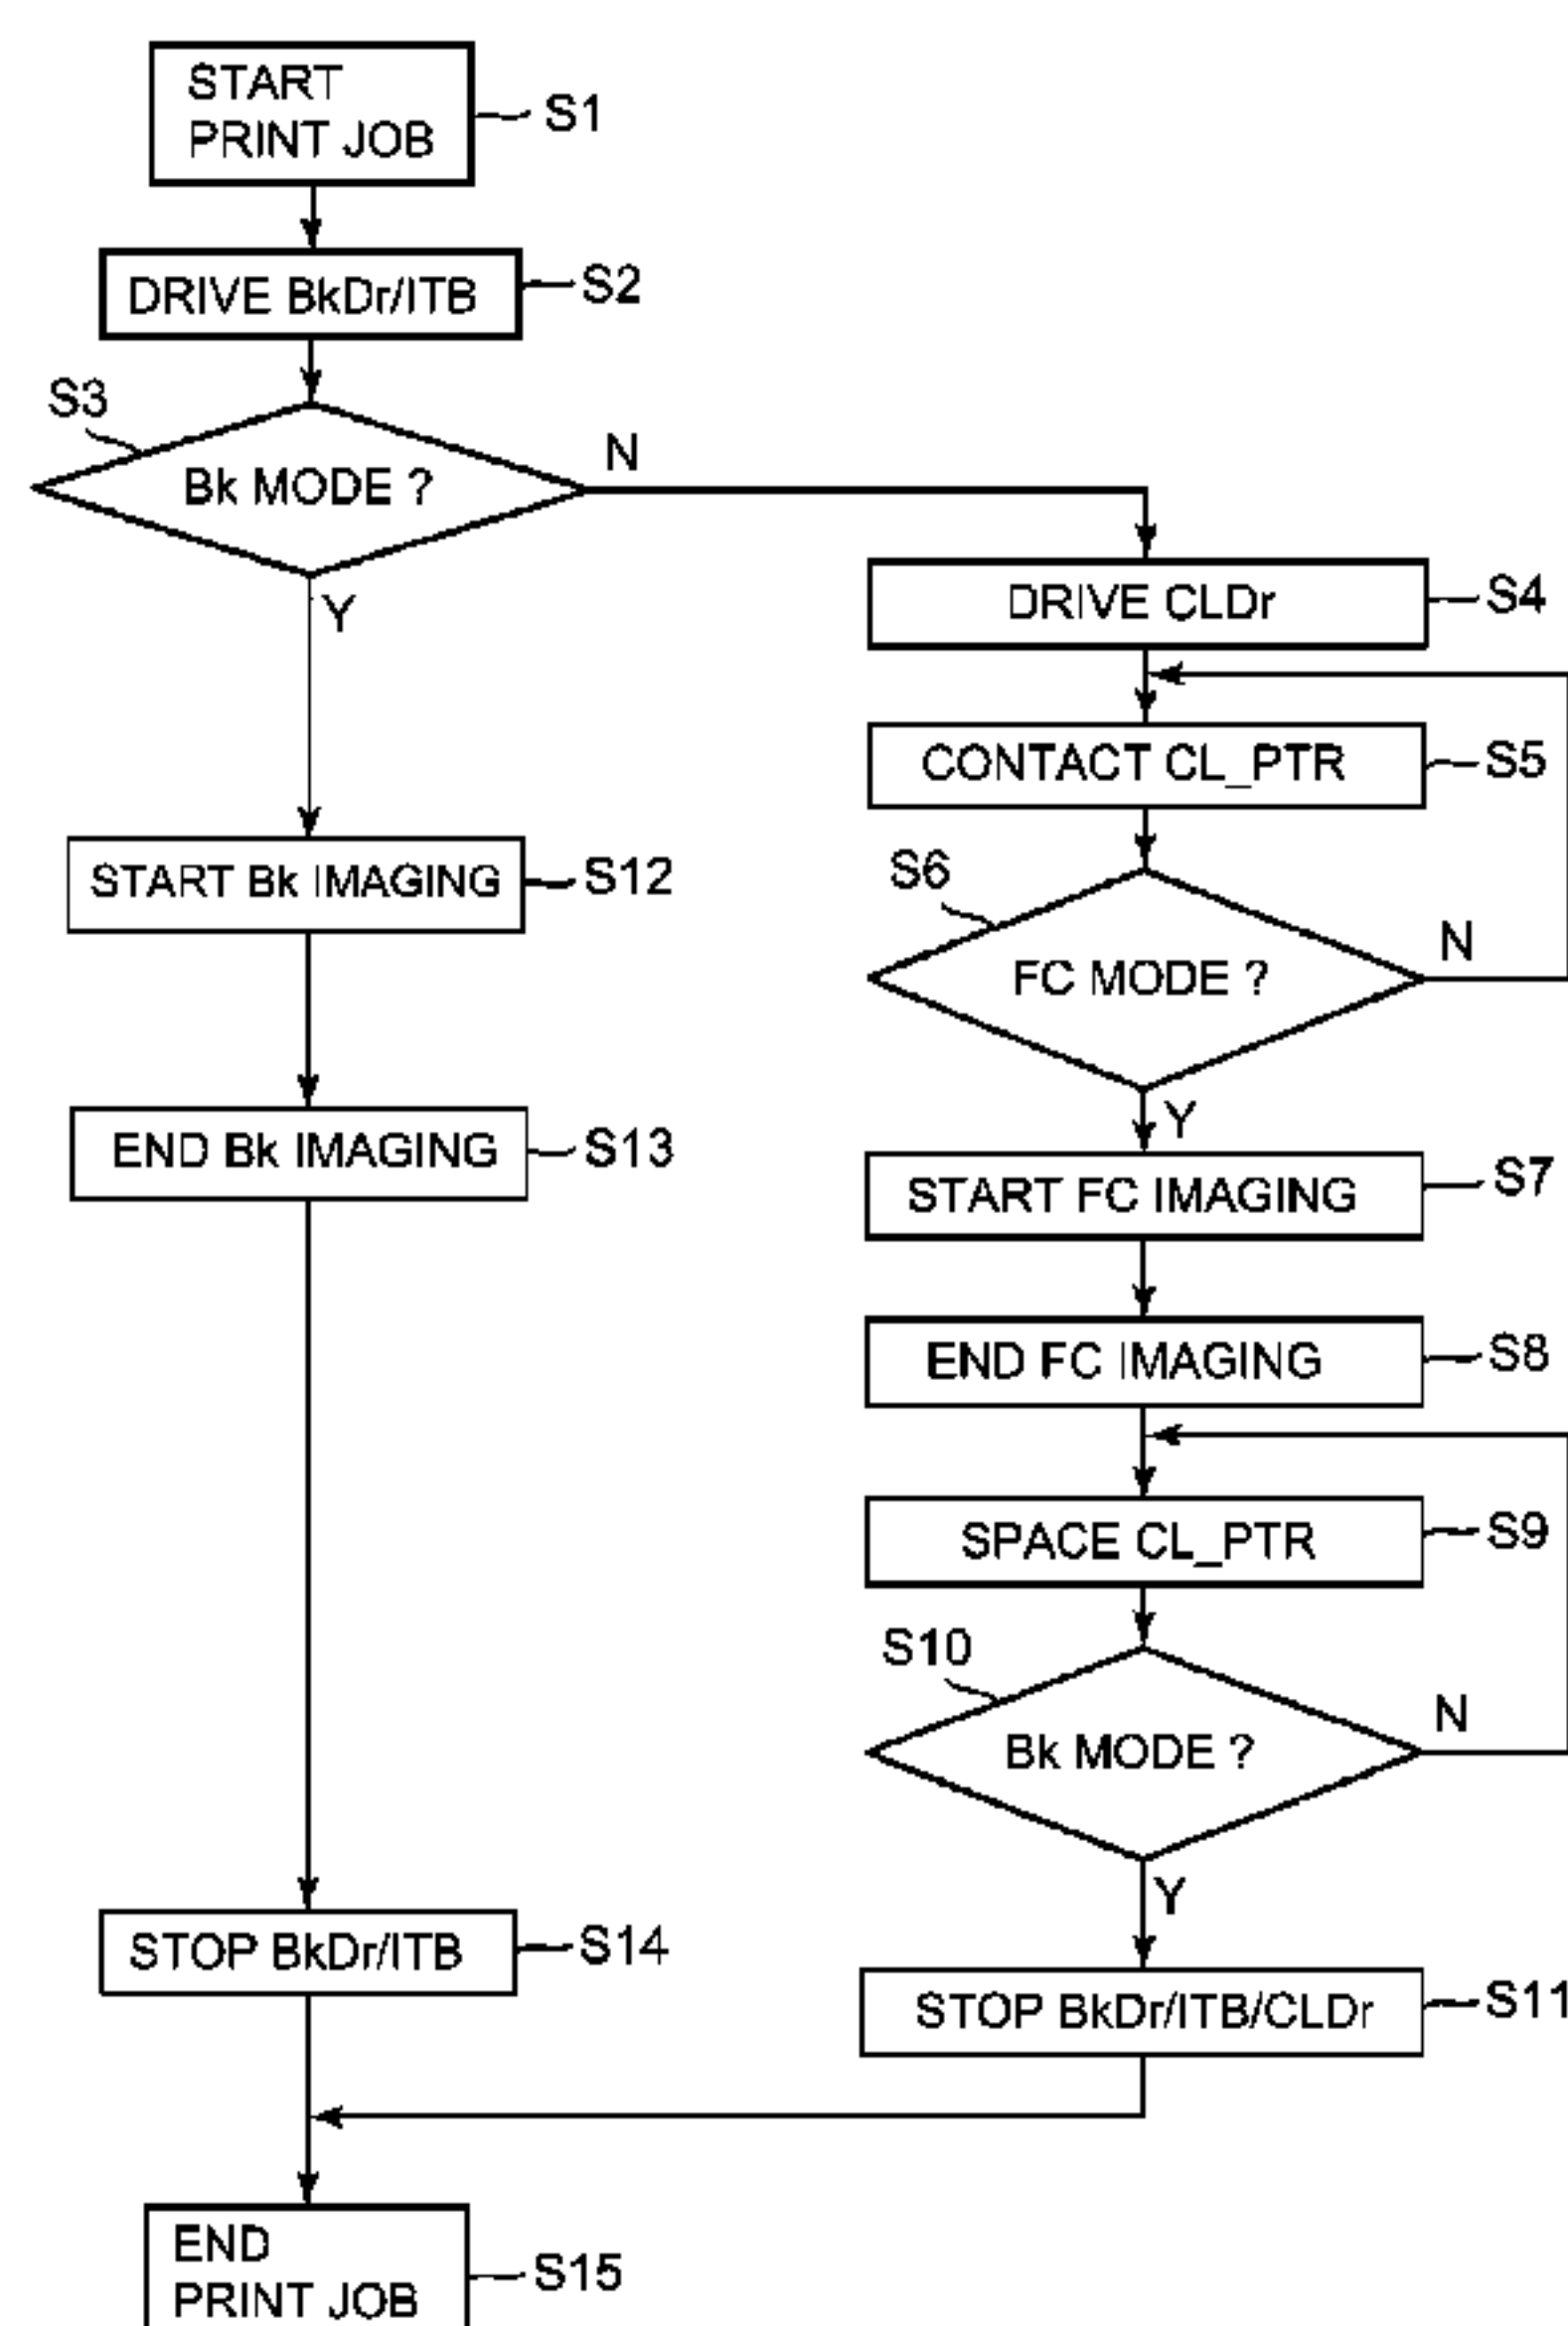 START
PRINT JOB
S1
DRIVE BkDr/ITB
S2
S3
Bk MODE ?
N
Y
DRIVE CLDr
S4
CONTACT CL_PTR
S5
S6
FC MODE ?
N
Y
START FC IMAGING
S7
END FC IMAGING
S8
SPACE CL_PTR
S9
S10
Bk MODE ?
N
Y
STOP BkDr/ITB/CLDr
S11
START Bk IMAGING
S12
END Bk IMAGING
S13
STOP BkDr/ITB
S14
END
PRINT JOB
S15